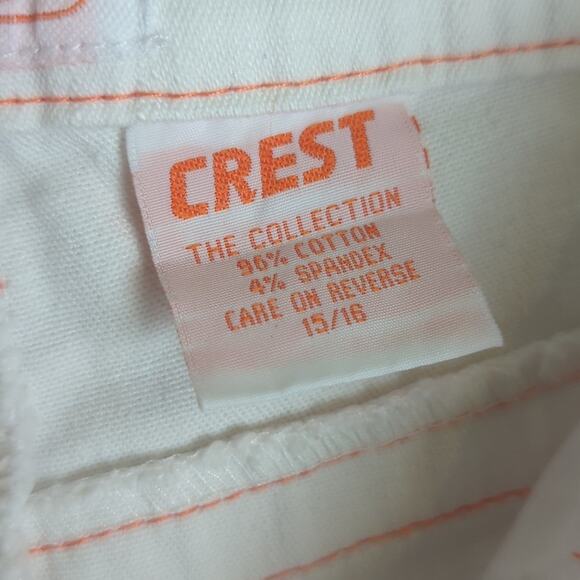 CREST
THE COLLECTION
96% COTTON
4% SPANDEX
CARE ON REVERSE
15/16